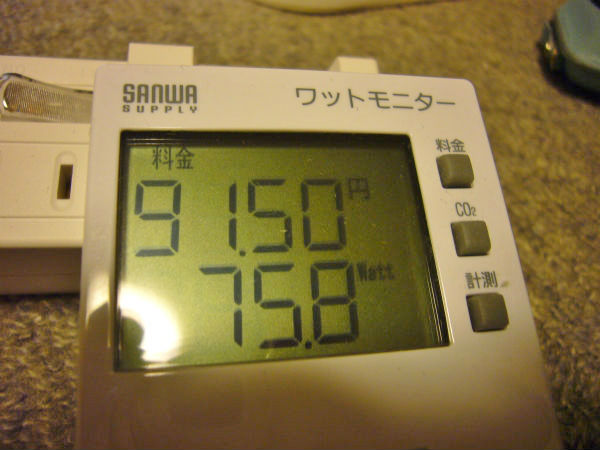 SANWA
SUPPLY
ワットモニター
料金
91.50円
75.8Watt
料金
CO₂
計測